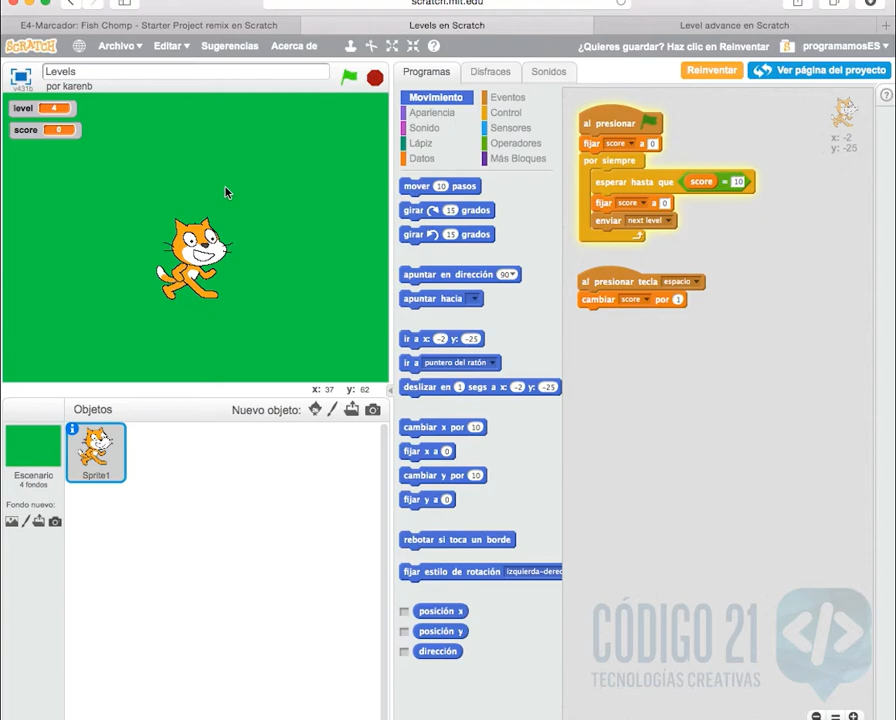 scratch.mit.edu
E4-Marcador: Fish Chomp - Starter Project remix en Scratch
Levels en Scratch
Level advance en Scratch
SCRATCH
Archivo
Editar
Sugerencias
Acerca de
¿Quieres guardar? Haz clic en Reinventar
programamosES
v431b
Levels
por karenb
Programas
Disfraces
Sonidos
Reinventar
Ver página del proyecto
level 4
score 0
Movimiento
Apariencia
Sonido
Lápiz
Datos
Eventos
Control
Sensores
Operadores
Más Bloques
mover 10 pasos
girar 15 grados
girar 15 grados
apuntar en dirección 90
apuntar hacia
ir a x: -2 y: -25
ir a puntero del ratón
deslizar en 1 segs a x: -2 y: -25
cambiar x por 10
fijar x a 0
cambiar y por 10
fijar y a 0
rebotar si toca un borde
fijar estilo de rotación izquierda-derec
posición x
posición y
dirección
al presionar
fijar score a 0
por siempre
esperar hasta que score = 10
fijar score a 0
enviar next level
al presionar tecla espacio
cambiar score por 1
x: -2
y: -25
x: 37 y: 62
Objetos
Nuevo objeto:
Sprite1
Escenario
4 fondos
Fondo nuevo:
CÓDIGO 21
TECNOLOGÍAS CREATIVAS